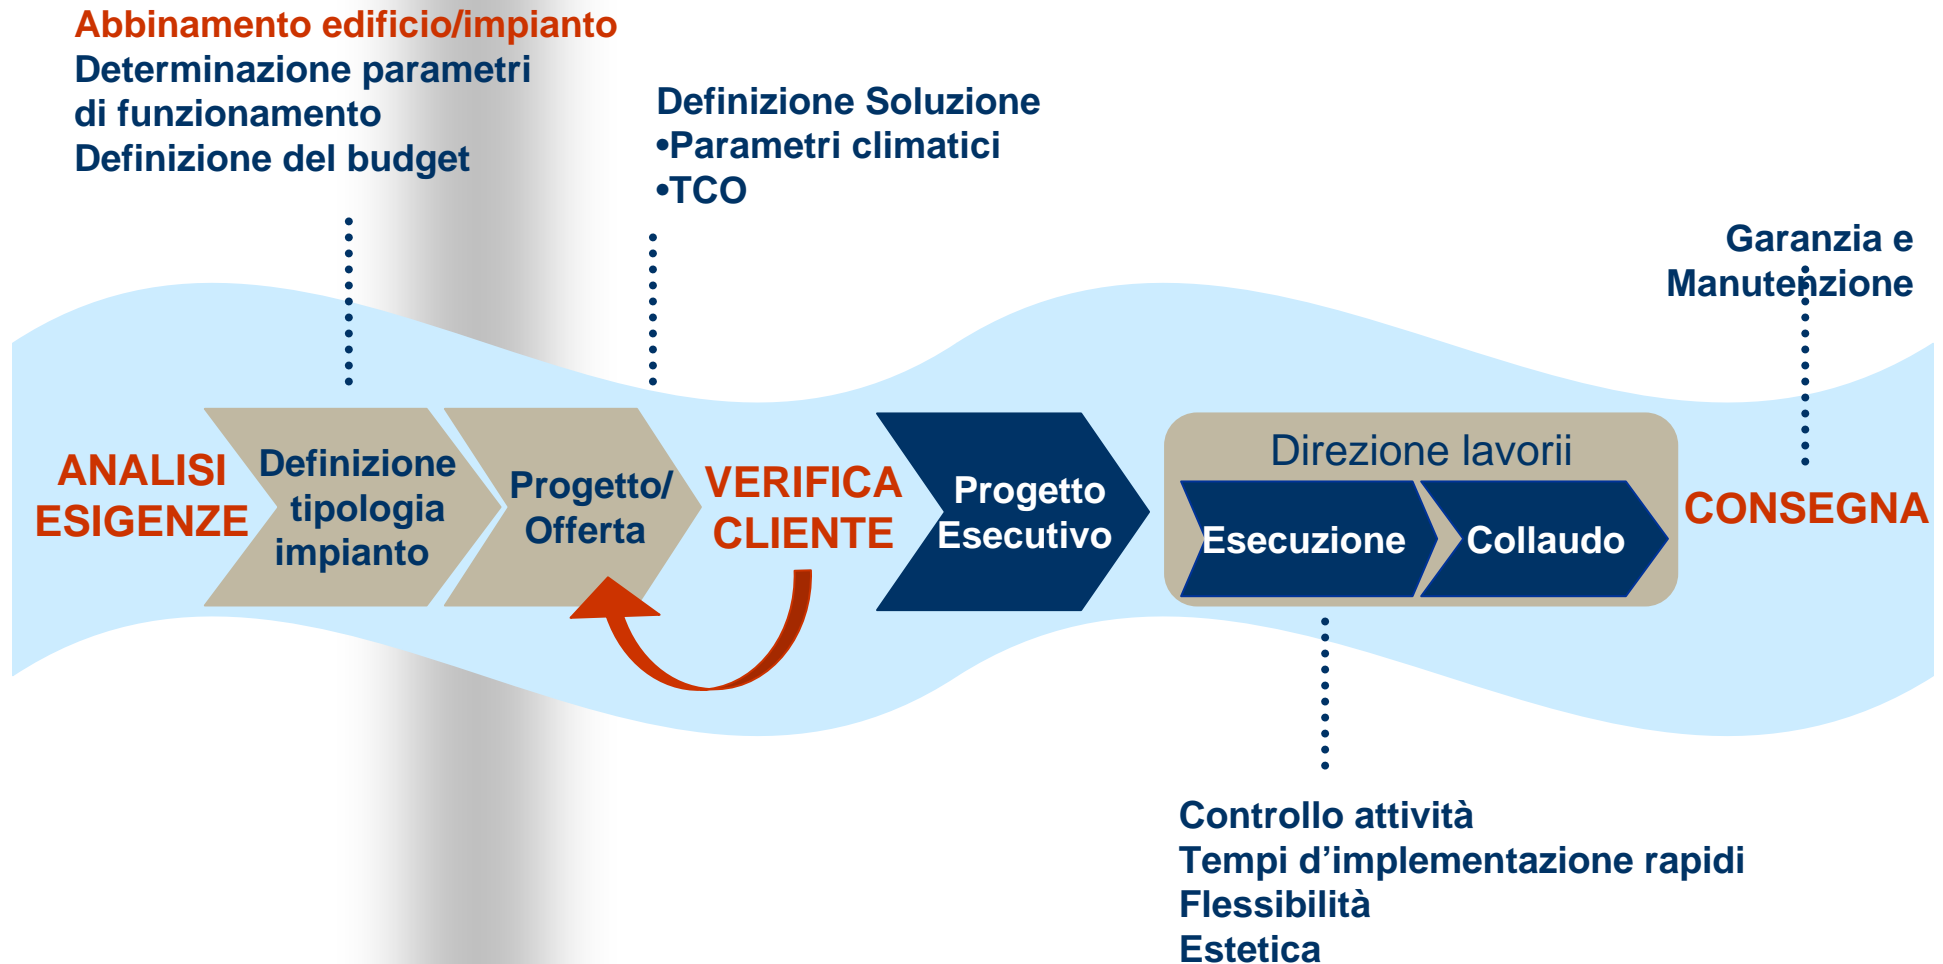 Abbinamento edificio/impianto
Determinazione parametri
di funzionamento
Definizione del budget
Definizione Soluzione
•Parametri climatici
•TCO
Garanzia e
Manutenzione
ANALISI
ESIGENZE
Definizione
tipologia
impianto
Progetto/
Offerta
VERIFICA
CLIENTE
Progetto
Esecutivo
Direzione lavorii
Esecuzione
Collaudo
CONSEGNA
Controllo attività
Tempi d’implementazione rapidi
Flessibilità
Estetica